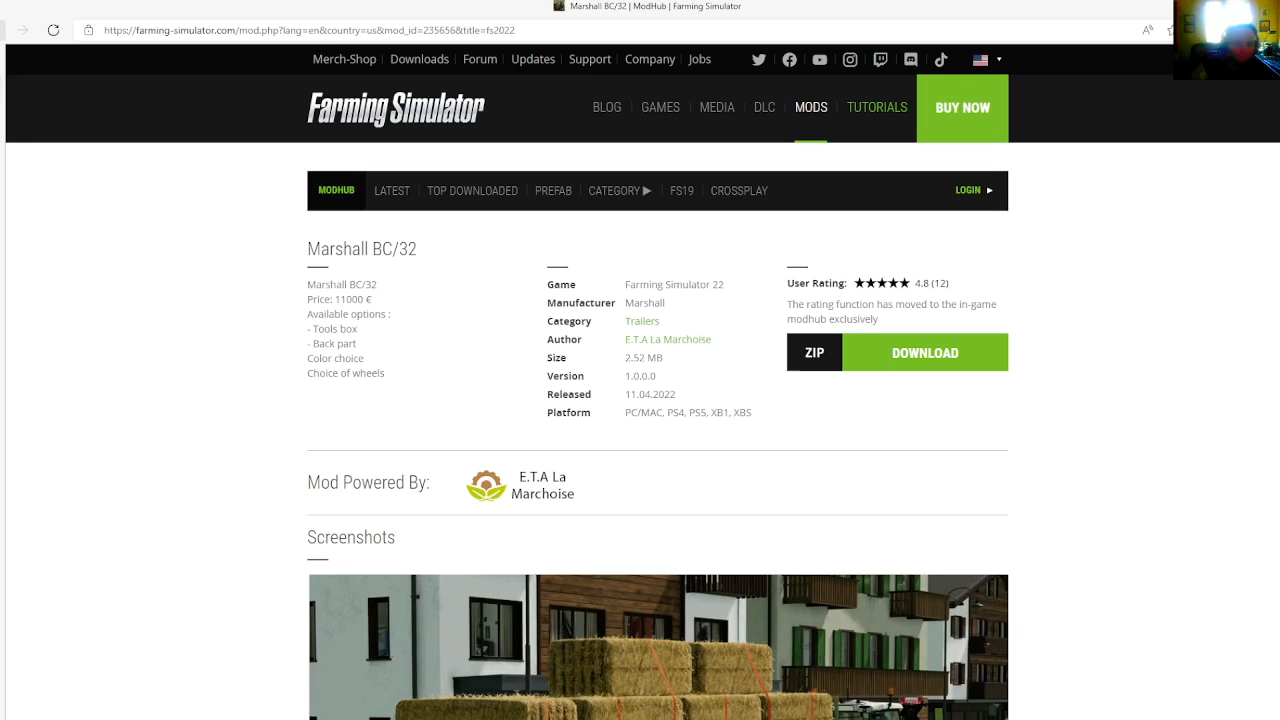 Marshall BC/32 | ModHub | Farming Simulator
https://farming-simulator.com/mod.php?lang=en&country=us&mod_id=235656&title=fs2022
Merch-Shop Downloads Forum Updates Support Company Jobs
Farming Simulator
BLOG GAMES MEDIA DLC MODS TUTORIALS BUY NOW
MODHUB LATEST TOP DOWNLOADED PREFAB CATEGORY ▶ FS19 CROSSPLAY LOGIN ▶
Marshall BC/32
Marshall BC/32
Price: 11000 €
Available options :
- Tools box
- Back part
Color choice
Choice of wheels
Game Farming Simulator 22
Manufacturer Marshall
Category Trailers
Author E.T.A La Marchoise
Size 2.52 MB
Version 1.0.0.0
Released 11.04.2022
Platform PC/MAC, PS4, PS5, XB1, XBS
User Rating: ★★★★★ 4.8 (12)
The rating function has moved to the in-game
modhub exclusively
ZIP DOWNLOAD
Mod Powered By:
E.T.A La
Marchoise
Screenshots